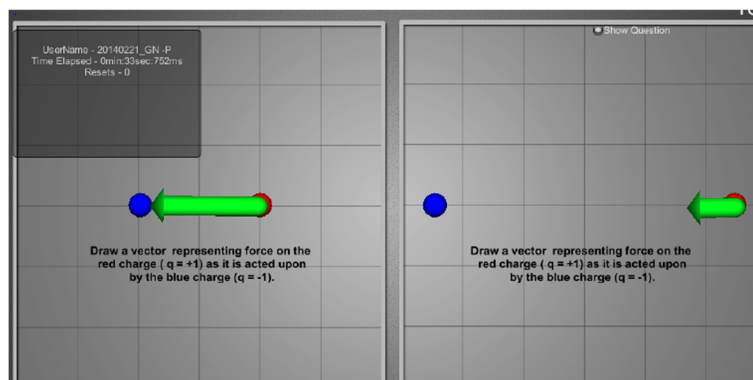 UserName - 20140221_GN -P
Time Elapsed - 0min:33sec:752ms
Resets - 0
Show Question
Draw a vector representing force on the
red charge ( q = +1) as it is acted upon
by the blue charge (q = -1).
Draw a vector representing force on the
red charge ( q = +1) as it is acted upon
by the blue charge (q = -1).